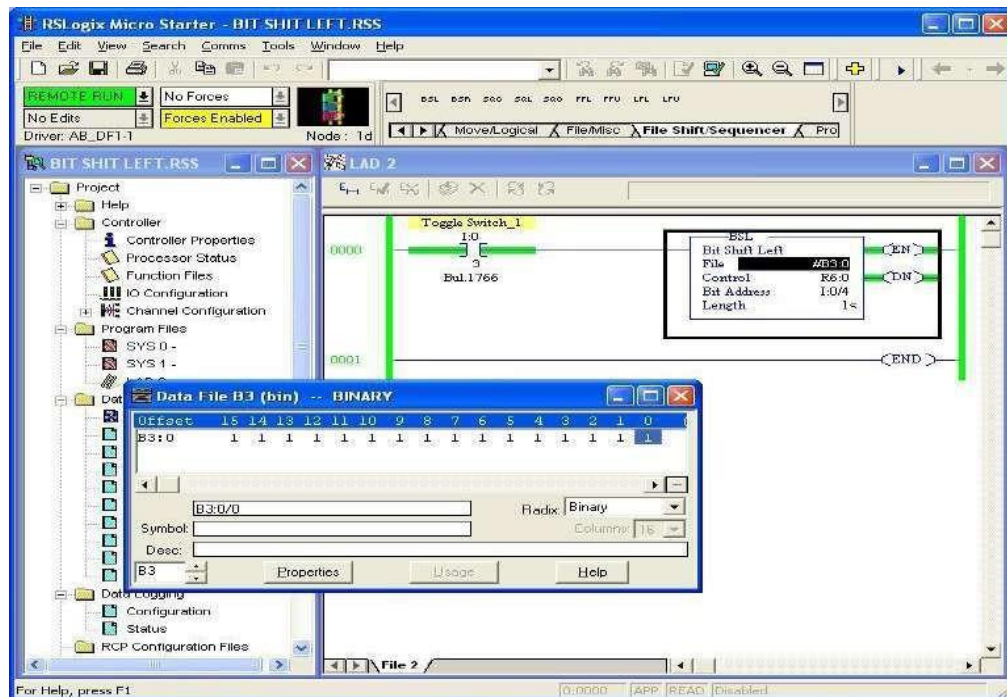 RSLogix Micro Starter - BIT SHIT LEFT.RSS
File Edit View Search Comms Tools Window Help
REMOTE RUN No Forces
No Edits Forces Enabled
Driver: AB_DF1-1 Node : 1d
BSL BSR SQC SQL SQO FFL FFU LFL LFU
Move/Logical File/Misc File Shift/Sequencer Pro
BIT SHIT LEFT.RSS
Project
Help
Controller
Controller Properties
Processor Status
Function Files
IO Configuration
Channel Configuration
Program Files
SYS 0 -
SYS 1 -
Dat
Data Logging
Configuration
Status
RCP Configuration Files
LAD 2
0000
Toggle Switch_1
I:0
3
Bul.1766
BSL
Bit Shift Left
File #B3:0
Control R6:0
Bit Address I:0/4
Length 1<
EN
DN
0001
END
File 2
Data File B3 (bin) -- BINARY
Offset 15 14 13 12 11 10 9 8 7 6 5 4 3 2 1 0
B3:0 1 1 1 1 1 1 1 1 1 1 1 1 1 1 1 1
B3:0/0
Radix: Binary
Symbol:
Columns: 16
Desc:
B3
Properties Usage Help
For Help, press F1
0:0000 APP READ Disabled